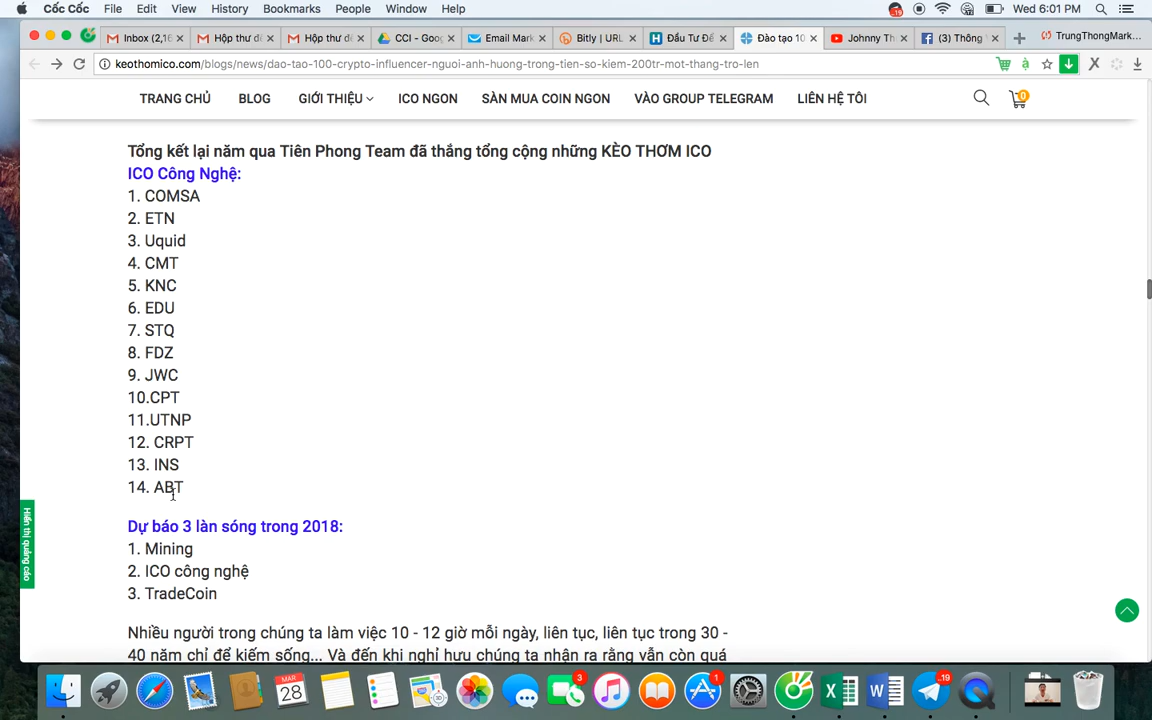 Cốc Cốc File Edit View History Bookmarks People Window Help 19 Wed 6:01 PM
Inbox (2,16 Hộp thư đế Hộp thư đế CCI - Goog Email Mark Bitly | URL Đầu Tư Để Đào tạo 10 Johnny Th (3) Thông TrungThongMark...
keothomico.com/blogs/news/dao-tao-100-crypto-influencer-nguoi-anh-huong-trong-tien-so-kiem-200tr-mot-thang-tro-len
TRANG CHỦ BLOG GIỚI THIỆU ICO NGON SÀN MUA COIN NGON VÀO GROUP TELEGRAM LIÊN HỆ TÔI 0
Tổng kết lại năm qua Tiên Phong Team đã thắng tổng cộng những KÈO THƠM ICO
ICO Công Nghệ:
1. COMSA
2. ETN
3. Uquid
4. CMT
5. KNC
6. EDU
7. STQ
8. FDZ
9. JWC
10.CPT
11.UTNP
12. CRPT
13. INS
14. ABT
Hiển thị quảng cáo
Dự báo 3 làn sóng trong 2018:
1. Mining
2. ICO công nghệ
3. TradeCoin
Nhiều người trong chúng ta làm việc 10 - 12 giờ mỗi ngày, liên tục, liên tục trong 30 -
40 năm chỉ để kiếm sống... Và đến khi nghỉ hưu chúng ta nhận ra rằng vẫn còn quá
MAR 28 3 1 19